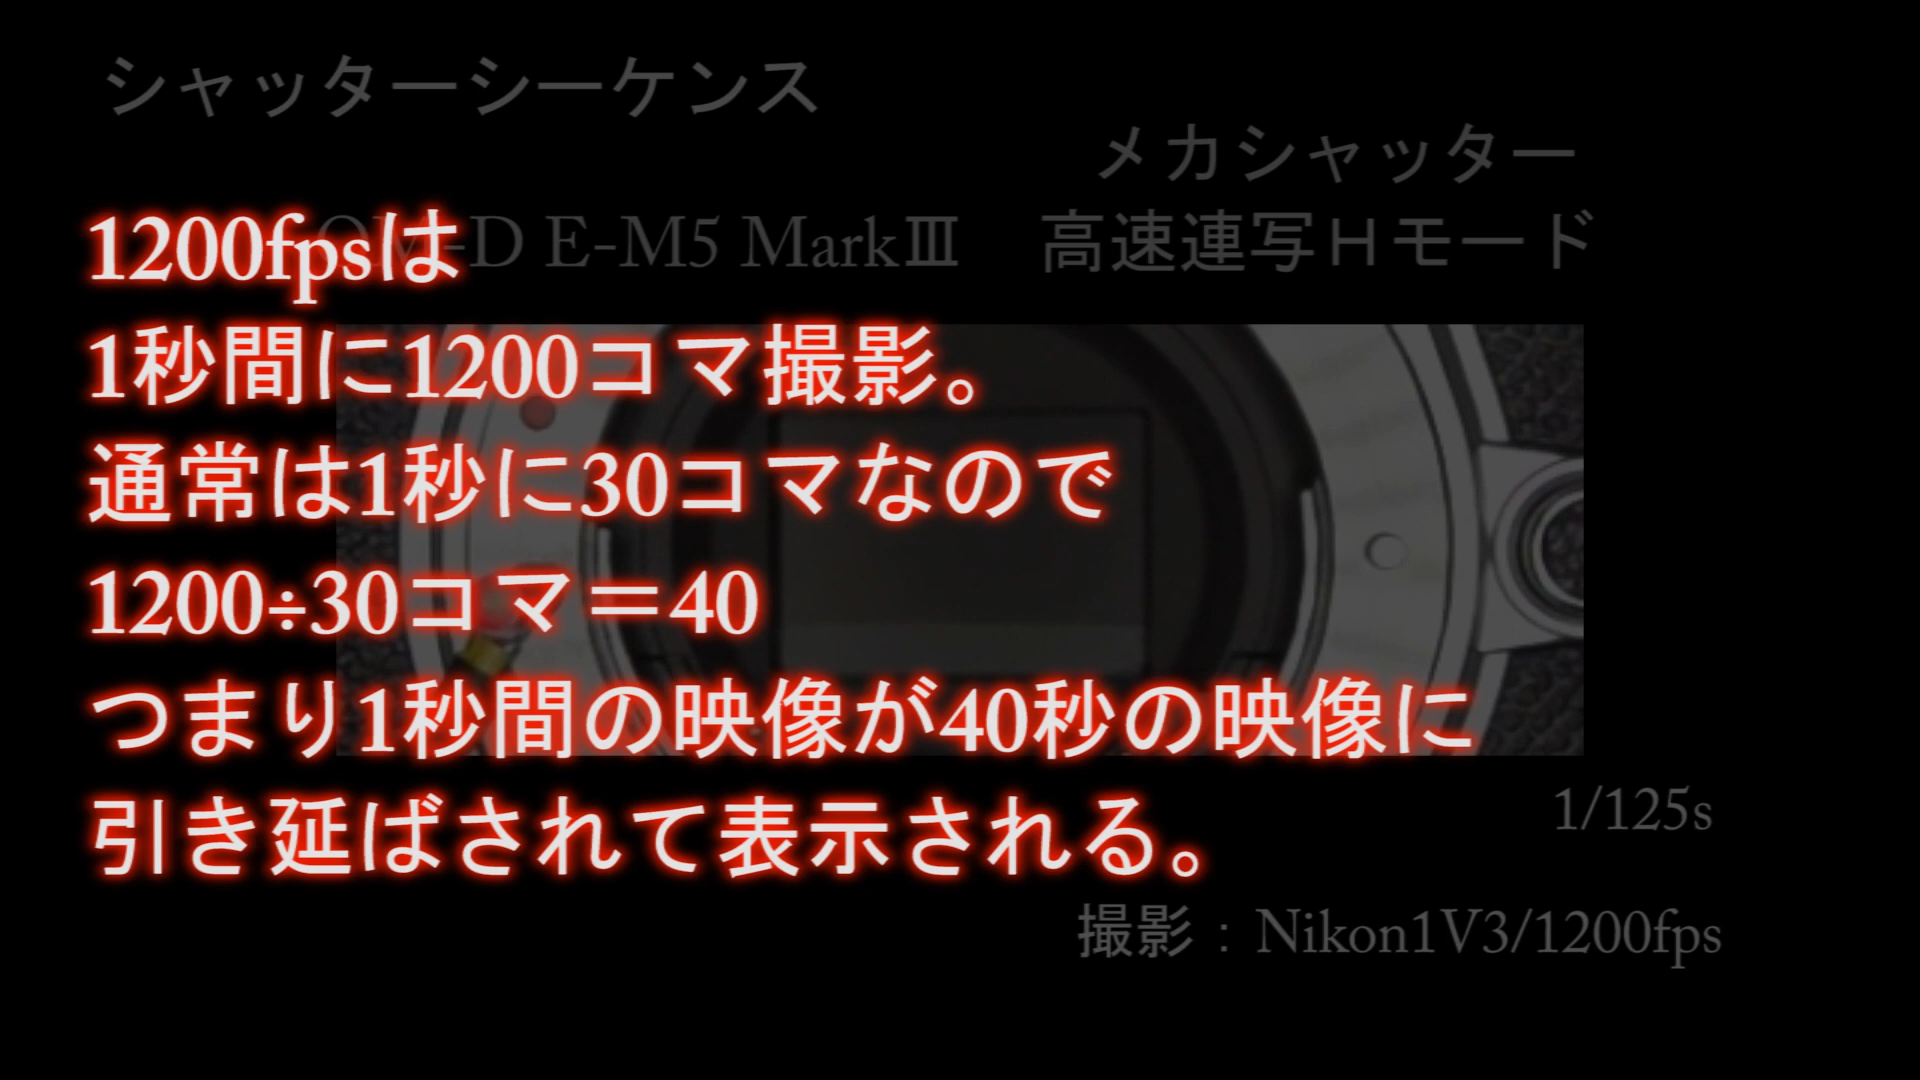 シャッターシーケンス
メカシャッター
OM-D E-M5 MarkⅢ 高速連写Hモード
1200fpsは
1秒間に1200コマ撮影。
通常は1秒に30コマなので
1200÷30コマ=40
つまり1秒間の映像が40秒の映像に
引き延ばされて表示される。
1/125s
撮影：Nikon1V3/1200fps